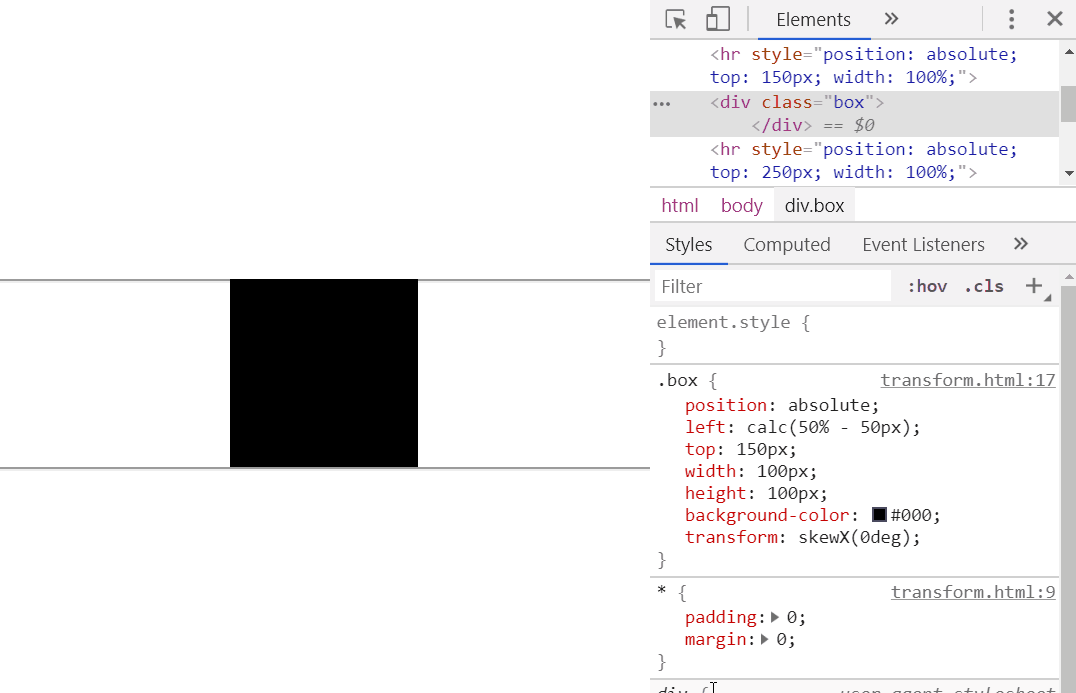 Elements
<hr style="position: absolute;
top: 150px; width: 100%;">
<div class="box">
</div> == $0
<hr style="position: absolute;
top: 250px; width: 100%;">
html body div.box
Styles Computed Event Listeners
Filter :hov .cls +
element.style {
}
.box { transform.html:17
position: absolute;
left: calc(50% - 50px);
top: 150px;
width: 100px;
height: 100px;
background-color: #000;
transform: skewX(0deg);
}
* { transform.html:9
padding: 0;
margin: 0;
}
div { user agent stylesheet